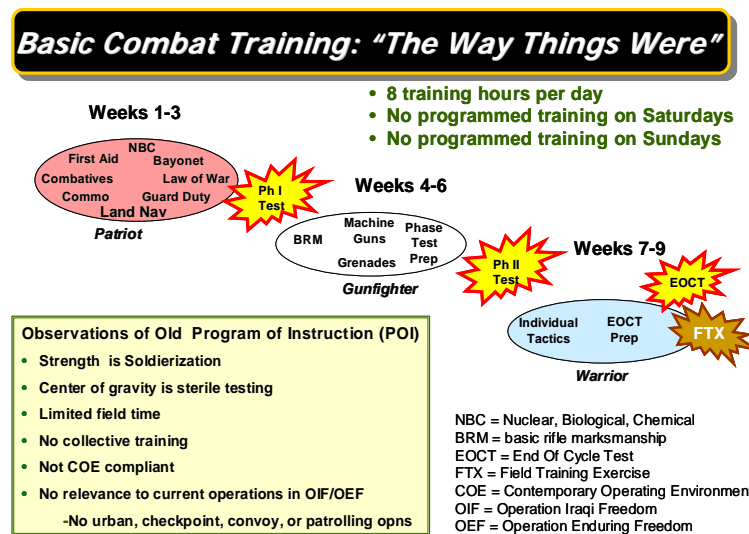 Basic Combat Training: “The Way Things Were”
• 8 training hours per day
• No programmed training on Saturdays
• No programmed training on Sundays
Weeks 1-3
NBC
First Aid
Bayonet
Combatives
Law of War
Commo
Guard Duty
Land Nav
Patriot
Ph I
Test
Weeks 4-6
BRM
Machine
Guns
Grenades
Phase
Test
Prep
Gunfighter
Ph II
Test
Weeks 7-9
EOCT
Individual
Tactics
EOCT
Prep
FTX
Warrior
Observations of Old Program of Instruction (POI)
• Strength is Soldierization
• Center of gravity is sterile testing
• Limited field time
• No collective training
• Not COE compliant
• No relevance to current operations in OIF/OEF
-No urban, checkpoint, convoy, or patrolling opns
NBC = Nuclear, Biological, Chemical
BRM = basic rifle marksmanship
EOCT = End Of Cycle Test
FTX = Field Training Exercise
COE = Contemporary Operating Environmen
OIF = Operation Iraqi Freedom
OEF = Operation Enduring Freedom